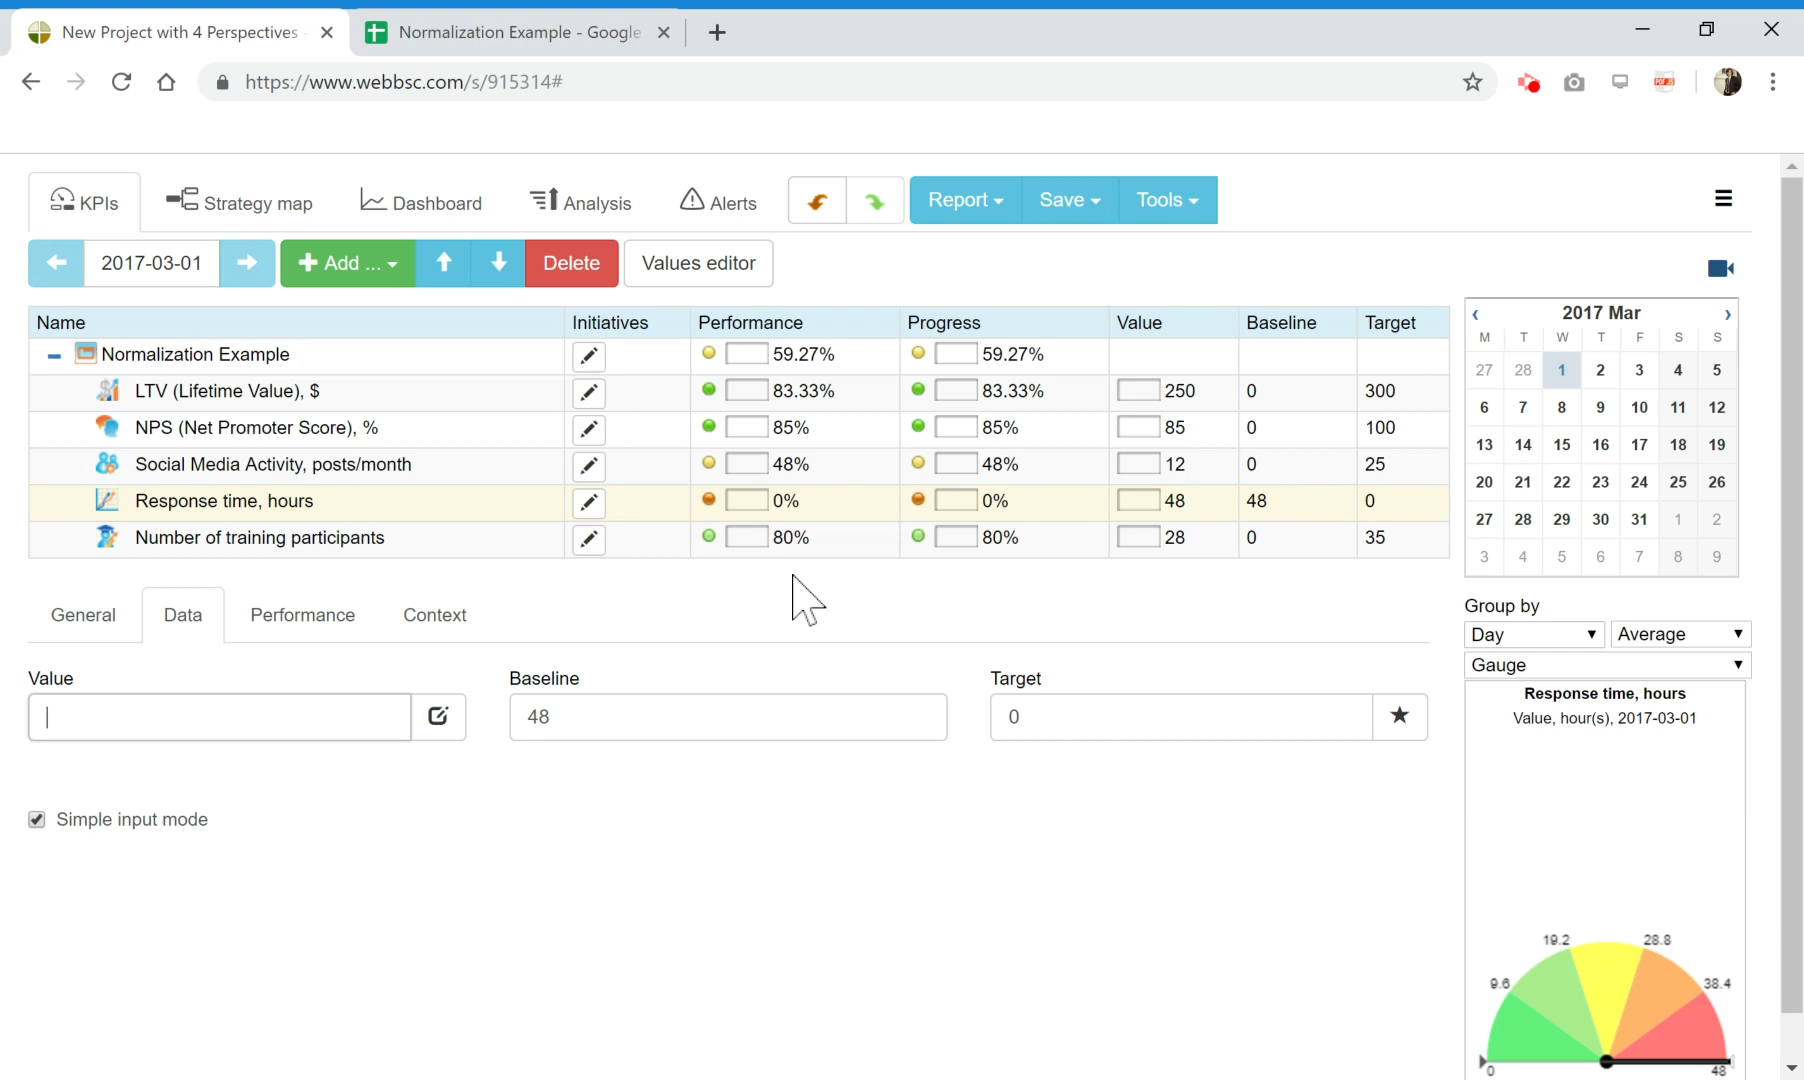 New Project with 4 Perspectives
Normalization Example - Google
https://www.webbsc.com/s/915314#
KPIs
Strategy map
Dashboard
Analysis
Alerts
Report
Save
Tools
2017-03-01
Add ...
Delete
Values editor
Name Initiatives Performance Progress Value Baseline Target
Normalization Example 59.27% 59.27%
LTV (Lifetime Value), $ 83.33% 83.33% 250 0 300
NPS (Net Promoter Score), % 85% 85% 85 0 100
Social Media Activity, posts/month 48% 48% 12 0 25
Response time, hours 0% 0% 48 48 0
Number of training participants 80% 80% 28 0 35
2017 Mar
M T W T F S S
27 28 1 2 3 4 5
6 7 8 9 10 11 12
13 14 15 16 17 18 19
20 21 22 23 24 25 26
27 28 29 30 31 1 2
3 4 5 6 7 8 9
General
Data
Performance
Context
Value
Baseline
48
Target
0
Simple input mode
Group by
Day
Average
Gauge
Response time, hours
Value, hour(s), 2017-03-01
19.2 28.8
9.6 38.4
0 48